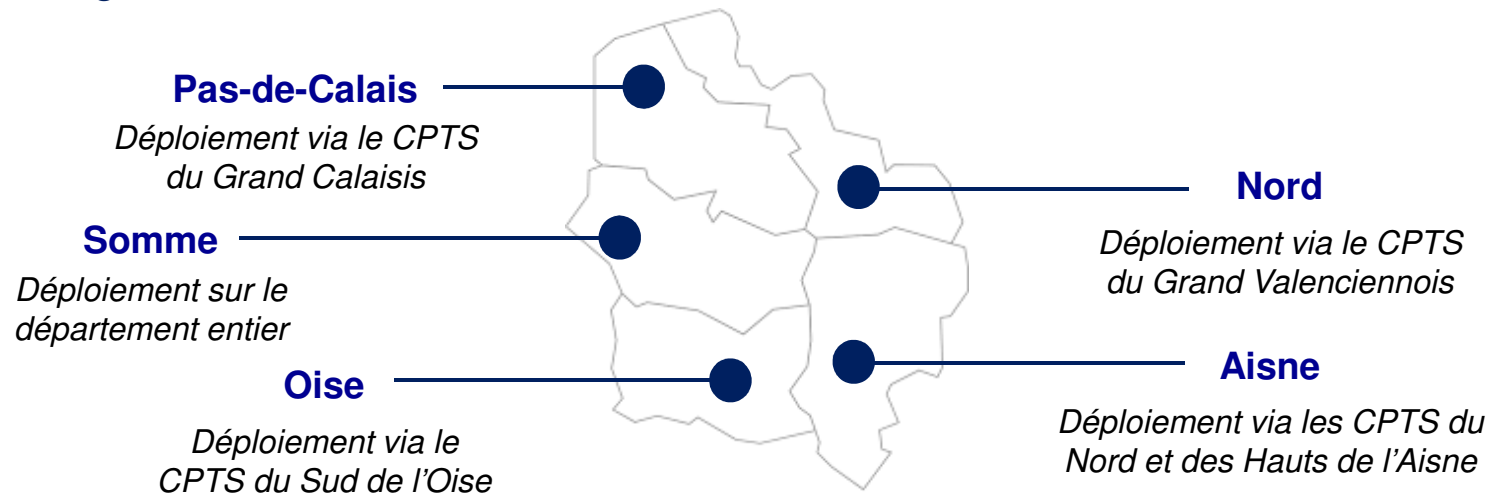 Pas-de-Calais
Déploiement via le CPTS
du Grand Calaisis
Somme
Déploiement sur le
département entier
Oise
Déploiement via le
CPTS du Sud de l'Oise
Nord
Déploiement via le CPTS
du Grand Valenciennois
Aisne
Déploiement via les CPTS du
Nord et des Hauts de l'Aisne